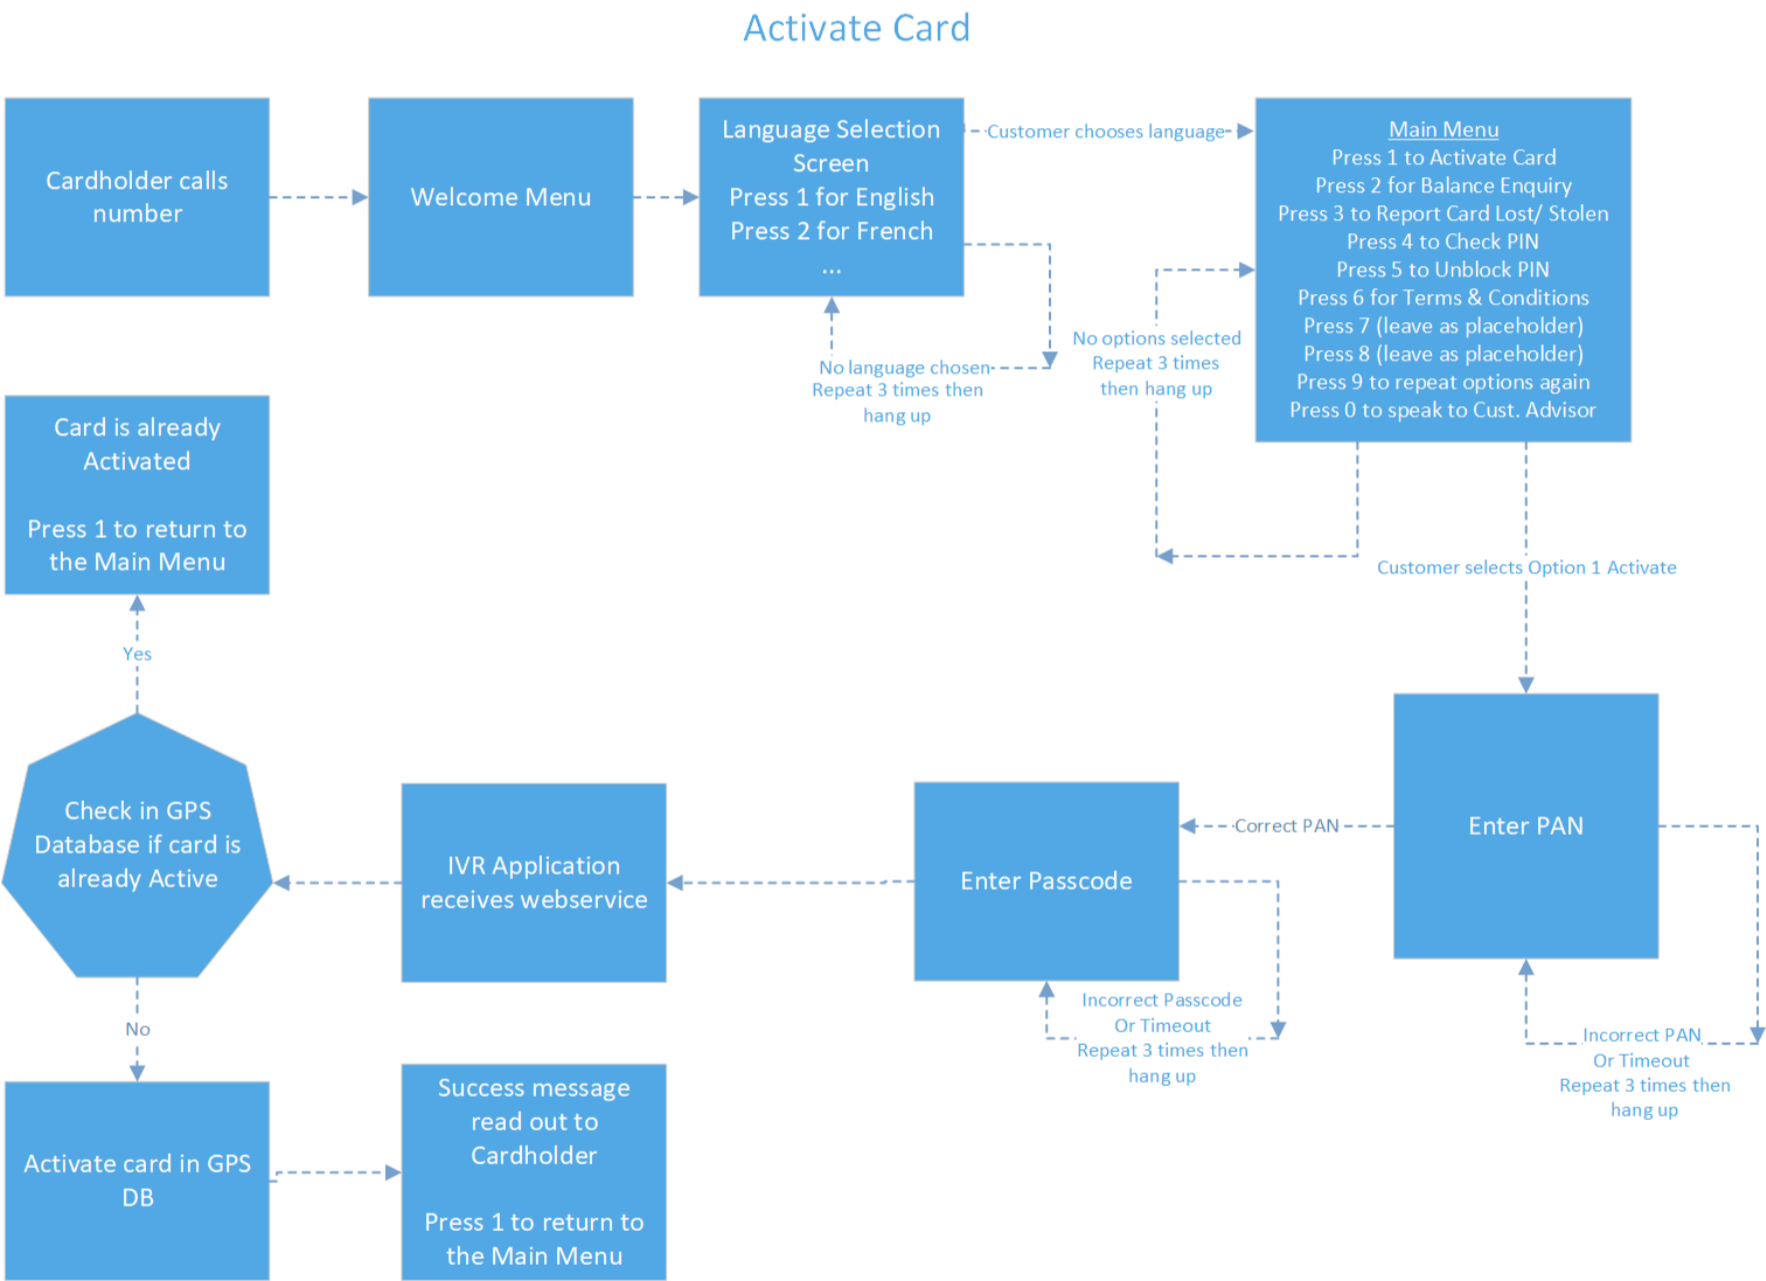 Activate Card
Cardholder calls
number
Welcome Menu
Language Selection
Screen
Press 1 for English
Press 2 for French
...
Customer chooses language
No language chosen
Repeat 3 times then
hang up
Main Menu
Press 1 to Activate Card
Press 2 for Balance Enquiry
Press 3 to Report Card Lost/ Stolen
Press 4 to Check PIN
Press 5 to Unblock PIN
Press 6 for Terms & Conditions
Press 7 (leave as placeholder)
Press 8 (leave as placeholder)
Press 9 to repeat options again
Press 0 to speak to Cust. Advisor
No options selected
Repeat 3 times
then hang up
Customer selects Option 1 Activate
Enter PAN
Incorrect PAN
Or Timeout
Repeat 3 times then
hang up
Correct PAN
Enter Passcode
Incorrect Passcode
Or Timeout
Repeat 3 times then
hang up
IVR Application
receives webservice
Check in GPS
Database if card is
already Active
Yes
Card is already
Activated
Press 1 to return to
the Main Menu
No
Activate card in GPS
DB
Success message
read out to
Cardholder
Press 1 to return to
the Main Menu